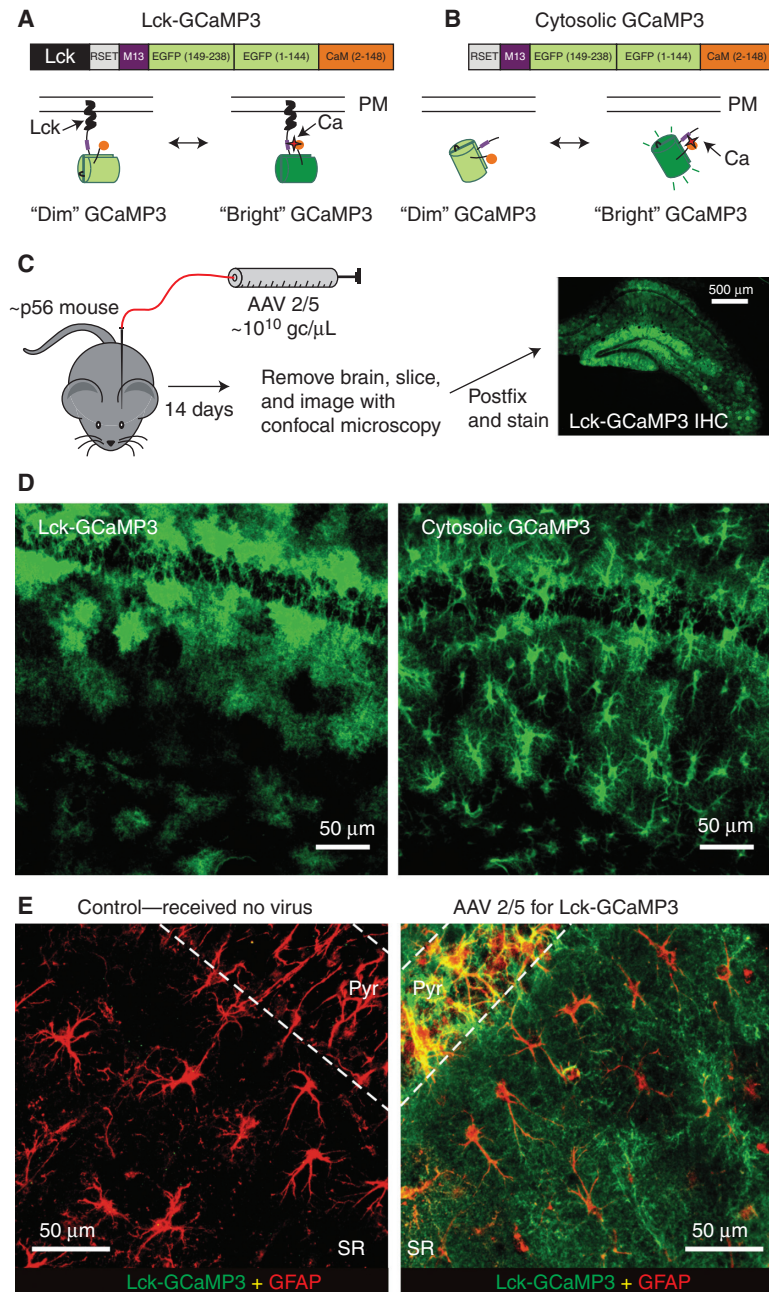 A
Lck-GCaMP3
Lck RSET M13 EGFP (149-238) EGFP (1-144) CaM (2-148)
PM
Lck
Ca
“Dim” GCaMP3
“Bright” GCaMP3
B
Cytosolic GCaMP3
RSET M13 EGFP (149-238) EGFP (1-144) CaM (2-148)
PM
Ca
“Dim” GCaMP3
“Bright” GCaMP3
C
~p56 mouse
AAV 2/5
~10¹⁰ gc/μL
14 days
Remove brain, slice,
and image with
confocal microscopy
Postfix
and stain
500 μm
Lck-GCaMP3 IHC
D
Lck-GCaMP3
50 μm
Cytosolic GCaMP3
50 μm
E
Control—received no virus
Pyr
50 μm
SR
Lck-GCaMP3 + GFAP
AAV 2/5 for Lck-GCaMP3
Pyr
SR
50 μm
Lck-GCaMP3 + GFAP